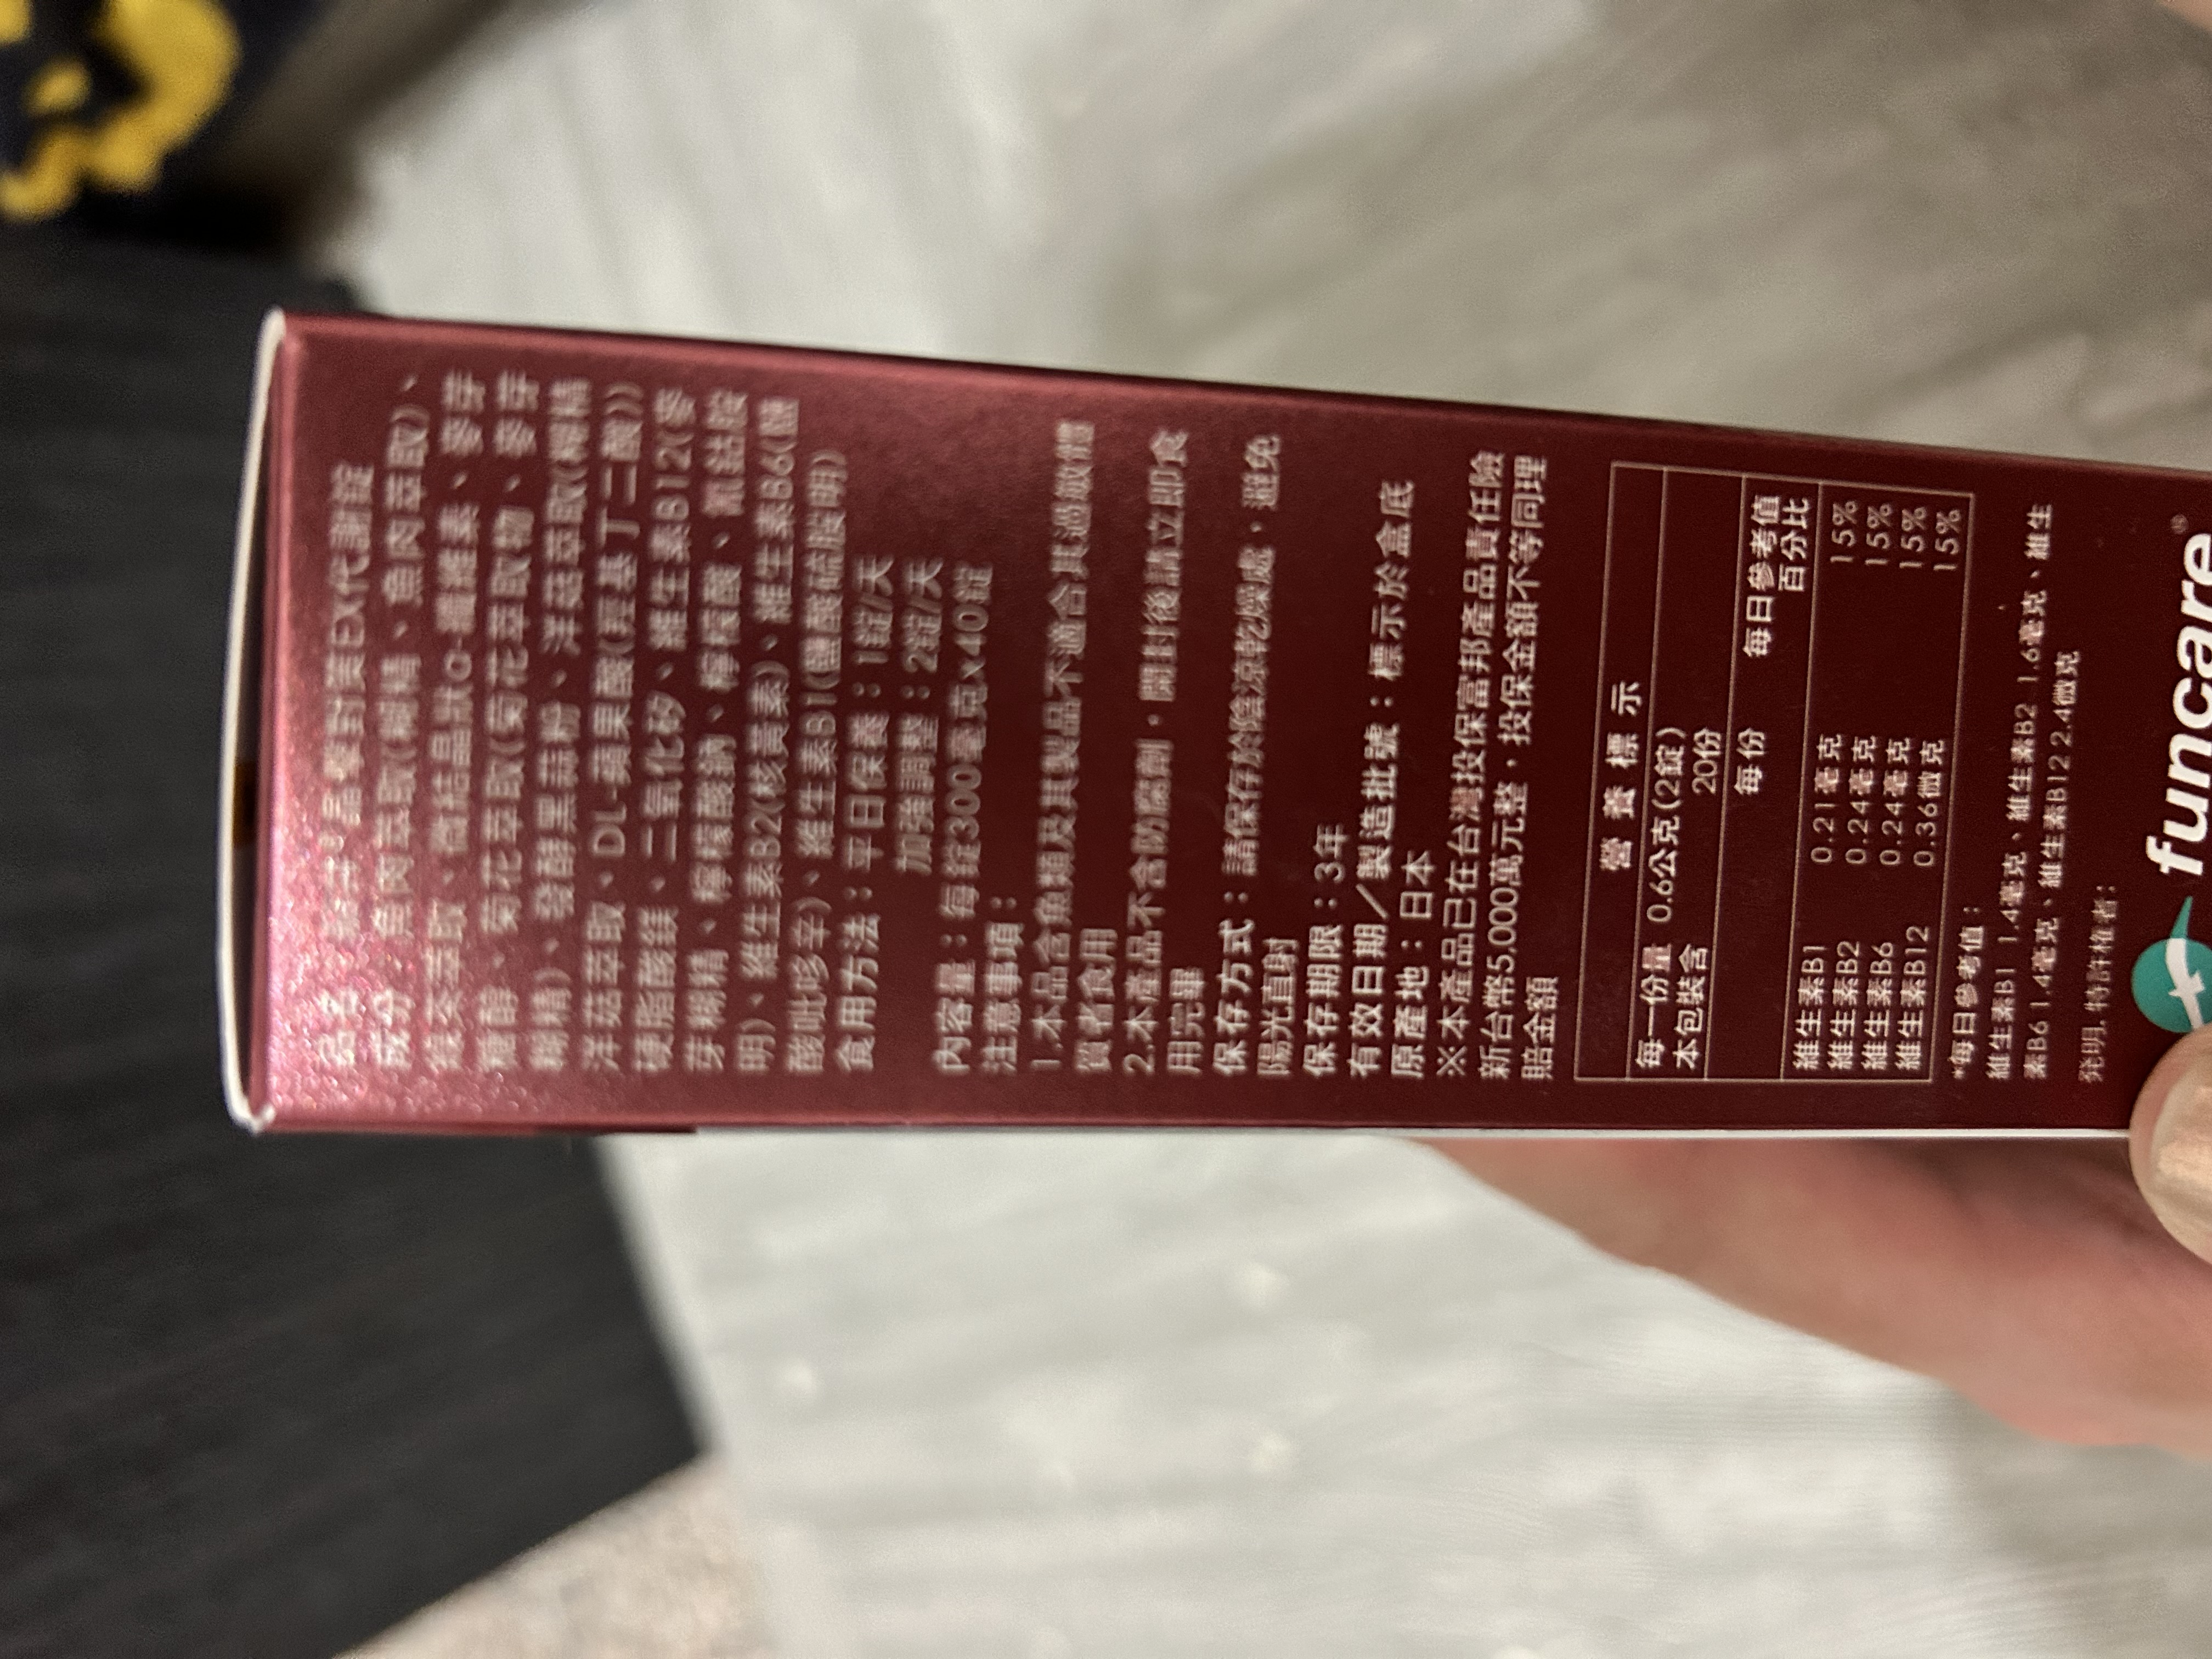 EX代謝錠
成分：魚肉萃取(糊精、魚肉萃取)、
綠茶萃取、微結晶狀α-纖維素、麥芽
糖醇、菊花萃取(菊花萃取物、麥芽
糊精)、發酵黑蒜粉、洋菇萃取(糊精
洋菇萃取、DL-蘋果酸(羥基丁二酸))
硬脂酸鎂、二氧化矽、維生素B12(麥
芽糊精、檸檬酸鈉、檸檬酸、氰鈷胺
明)、維生素B2(核黃素)、維生素B6(鹽
酸吡哆辛)、維生素B1(鹽酸硫胺明)
食用方法：平日保養：1錠/天
加強調整：2錠/天
內容量：每錠300毫克x40錠
注意事項：
1.本品含魚類及其製品不適合其過敏體
質者食用
2.本產品不含防腐劑，開封後請立即食
用完畢
保存方式：請保存於陰涼乾燥處，避免
陽光直射
保存期限：3年
有效日期／製造批號：標示於盒底
原產地：日本
※本產品已在台灣投保富邦產品責任險
新台幣5,000萬元整，投保金額不等同理
賠金額
營養標示
每一份量 0.6公克(2錠)
本包裝含 20份
每份 每日參考值
百分比
維生素B1 0.21毫克 15%
維生素B2 0.24毫克 15%
維生素B6 0.24毫克 15%
維生素B12 0.36微克 15%
*每日參考值：
維生素B1 1.4毫克、維生素B2 1.6毫克、維生
素B6 1.4毫克、維生素B12 2.4微克
発明, 特許権者：
funcare®